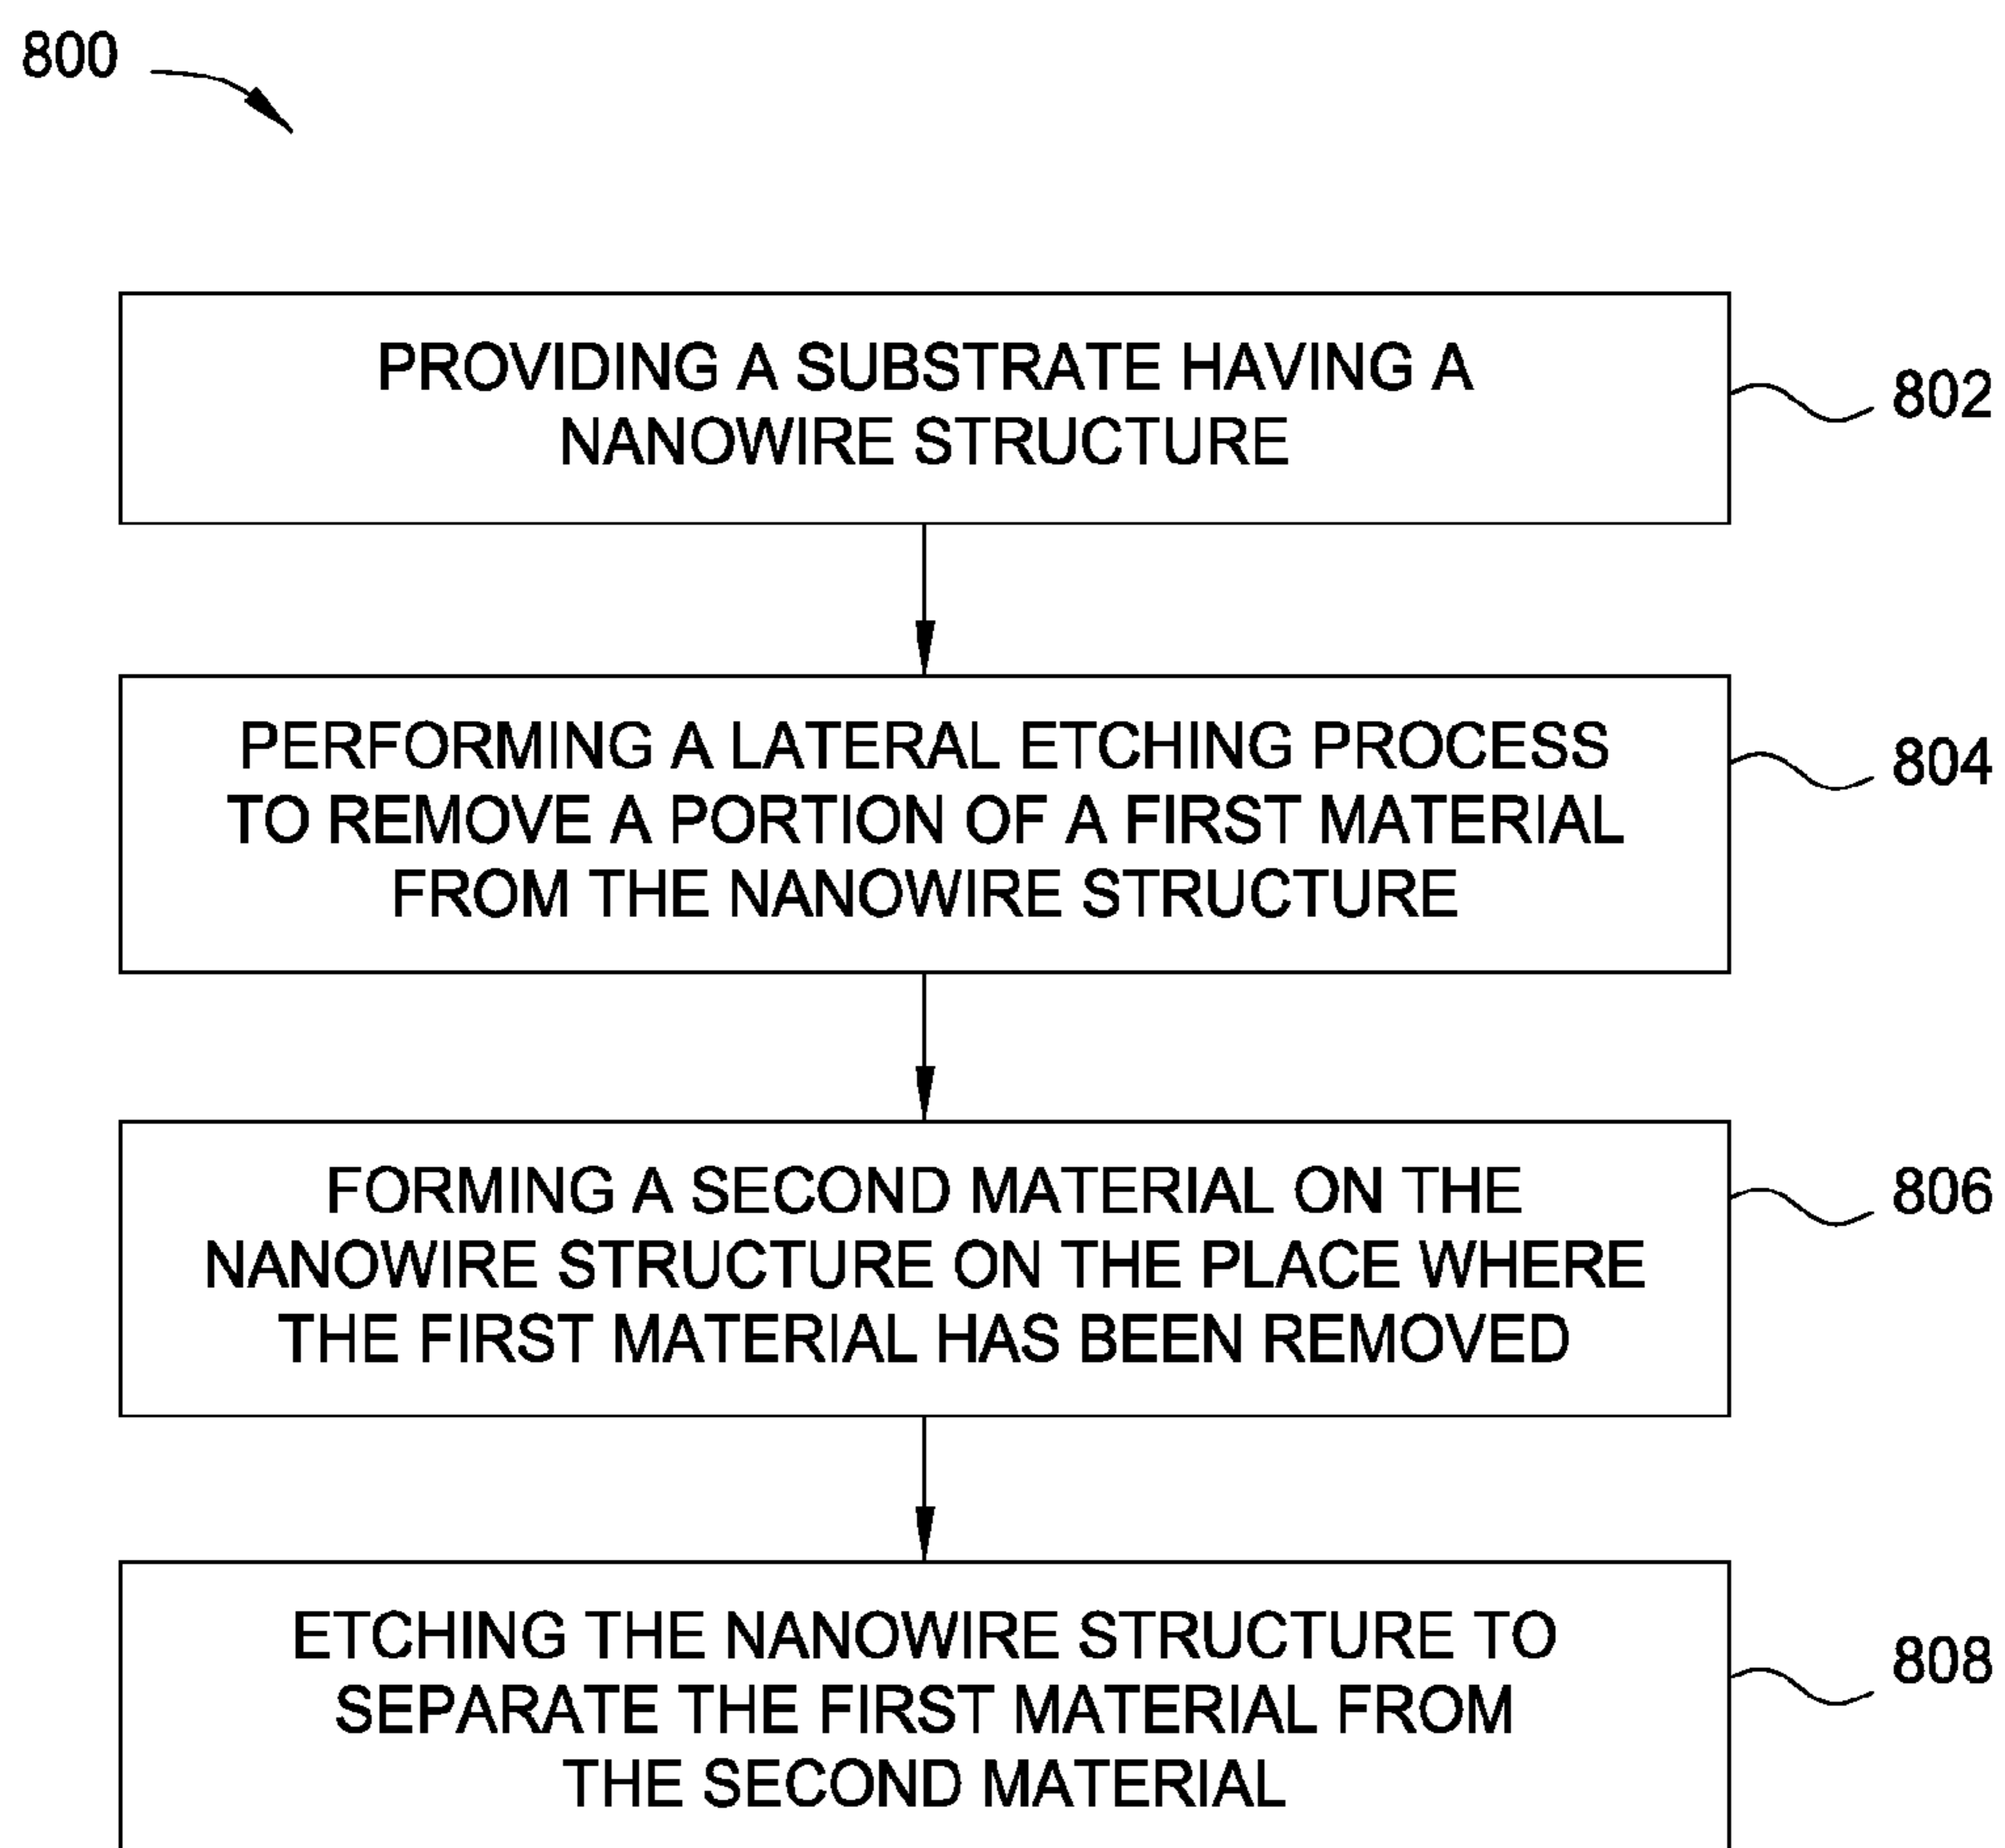 800
PROVIDING A SUBSTRATE HAVING A
NANOWIRE STRUCTURE
802
PERFORMING A LATERAL ETCHING PROCESS
TO REMOVE A PORTION OF A FIRST MATERIAL
FROM THE NANOWIRE STRUCTURE
804
FORMING A SECOND MATERIAL ON THE
NANOWIRE STRUCTURE ON THE PLACE WHERE
THE FIRST MATERIAL HAS BEEN REMOVED
806
ETCHING THE NANOWIRE STRUCTURE TO
SEPARATE THE FIRST MATERIAL FROM
THE SECOND MATERIAL
808